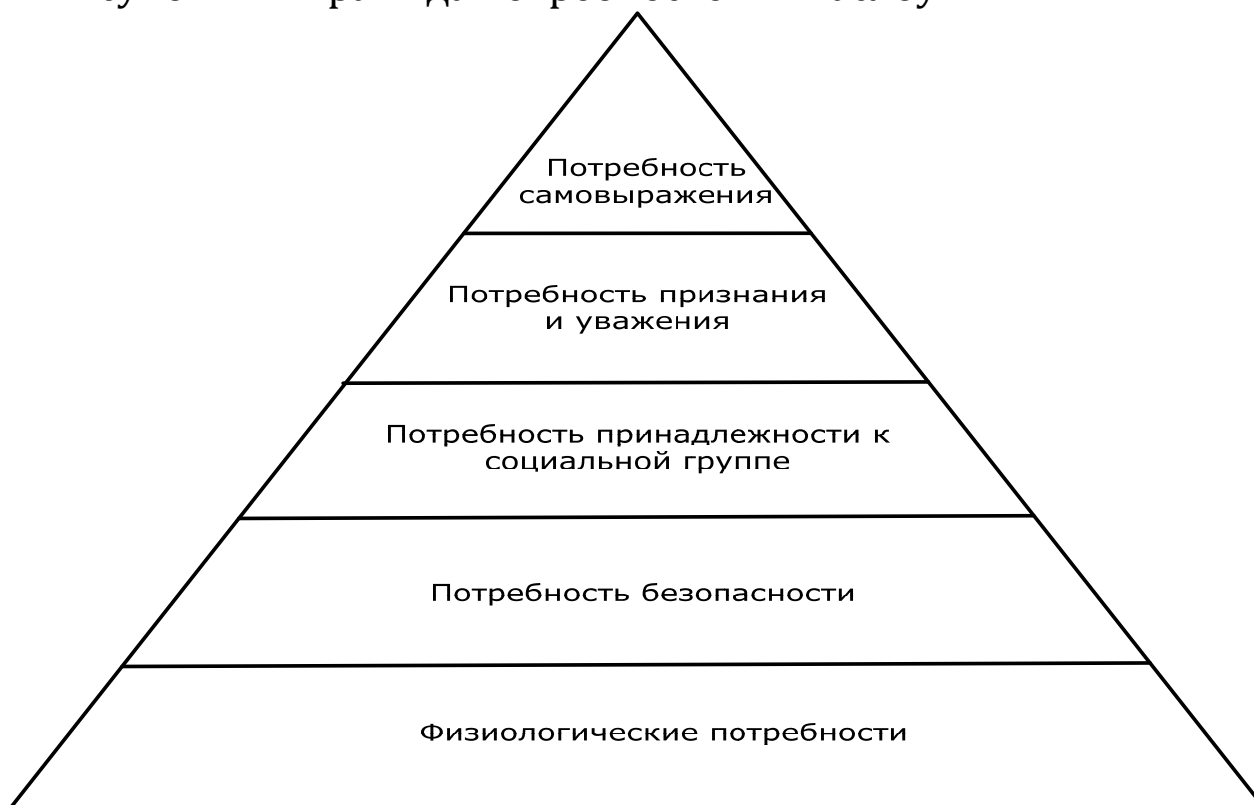 Потребность
самовыражения
Потребность признания
и уважения
Потребность принадлежности к
социальной группе
Потребность безопасности
Физиологические потребности